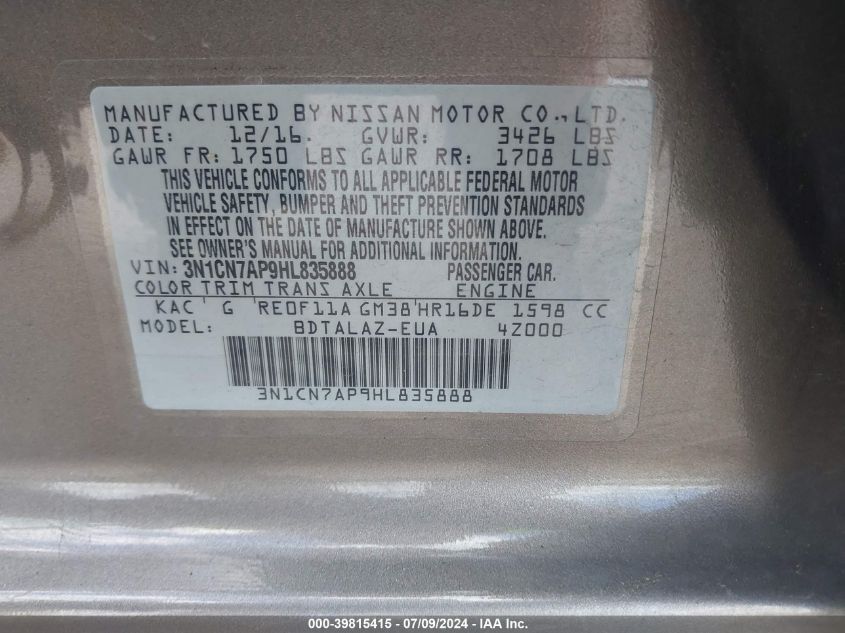 MANUFACTURED BY NISSAN MOTOR CO.,LTD.
DATE: 12/16. GVWR: 3426 LBS
GAWR FR: 1750 LBS GAWR RR: 1708 LBS
THIS VEHICLE CONFORMS TO ALL APPLICABLE FEDERAL MOTOR
VEHICLE SAFETY, BUMPER AND THEFT PREVENTION STANDARDS
IN EFFECT ON THE DATE OF MANUFACTURE SHOWN ABOVE.
SEE OWNER'S MANUAL FOR ADDITIONAL INFORMATION.
VIN: 3N1CN7AP9HL835888 PASSENGER CAR.
COLOR TRIM TRANS AXLE ENGINE
KAC G RE0F11A GM38 HR16DE 1598 CC
MODEL: BDTALAZ-EUA 4Z000
3N1CN7AP9HL835888
000-39815415 - 07/09/2024 - IAA Inc.